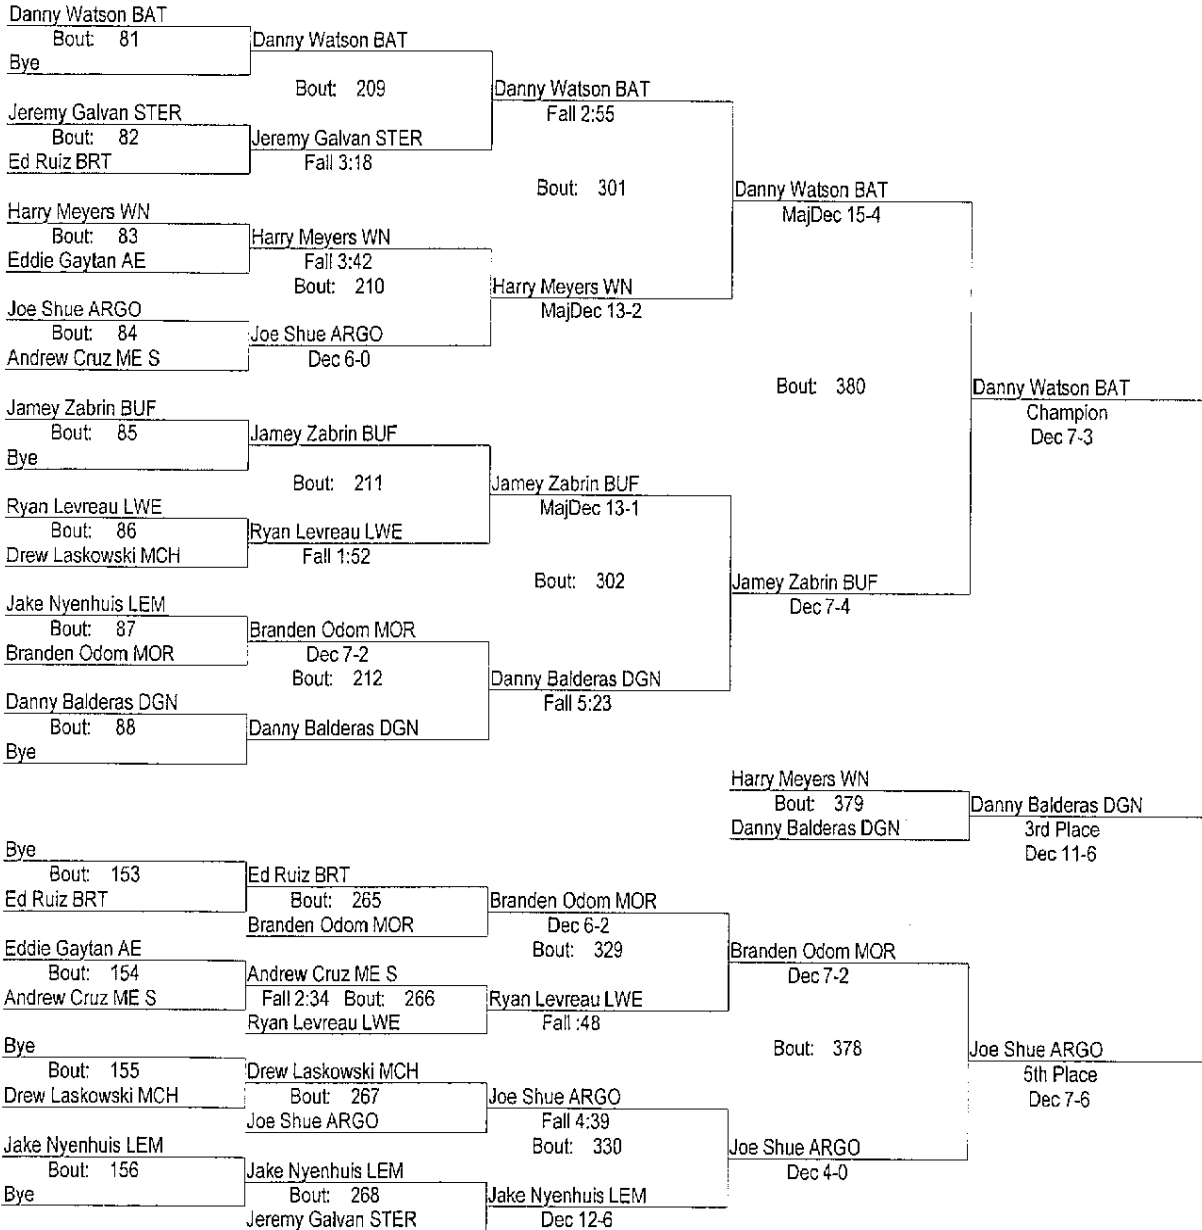 Danny Watson BAT
Bout: 81
Bye
Danny Watson BAT
Bout: 209
Jeremy Galvan STER
Bout: 82
Ed Ruiz BRT
Jeremy Galvan STER
Fall 3:18
Danny Watson BAT
Fall 2:55
Bout: 301
Harry Meyers WN
Bout: 83
Eddie Gaytan AE
Harry Meyers WN
Fall 3:42
Bout: 210
Joe Shue ARGO
Bout: 84
Andrew Cruz ME S
Joe Shue ARGO
Dec 6-0
Harry Meyers WN
MajDec 13-2
Danny Watson BAT
MajDec 15-4
Bout: 380
Jamey Zabrin BUF
Bout: 85
Bye
Jamey Zabrin BUF
Bout: 211
Ryan Levreau LWE
Bout: 86
Drew Laskowski MCH
Ryan Levreau LWE
Fall 1:52
Jamey Zabrin BUF
MajDec 13-1
Bout: 302
Jake Nyenhuis LEM
Bout: 87
Branden Odom MOR
Branden Odom MOR
Dec 7-2
Bout: 212
Danny Balderas DGN
Bout: 88
Bye
Danny Balderas DGN
Danny Balderas DGN
Fall 5:23
Jamey Zabrin BUF
Dec 7-4
Danny Watson BAT
Champion
Dec 7-3
Harry Meyers WN
Bout: 379
Danny Balderas DGN
Danny Balderas DGN
3rd Place
Dec 11-6
Bye
Bout: 153
Ed Ruiz BRT
Ed Ruiz BRT
Bout: 265
Branden Odom MOR
Branden Odom MOR
Dec 6-2
Bout: 329
Eddie Gaytan AE
Bout: 154
Andrew Cruz ME S
Andrew Cruz ME S
Fall 2:34 Bout: 266
Ryan Levreau LWE
Ryan Levreau LWE
Fall :48
Branden Odom MOR
Dec 7-2
Bout: 378
Bye
Bout: 155
Drew Laskowski MCH
Drew Laskowski MCH
Bout: 267
Joe Shue ARGO
Joe Shue ARGO
Fall 4:39
Bout: 330
Jake Nyenhuis LEM
Bout: 156
Bye
Jake Nyenhuis LEM
Bout: 268
Jeremy Galvan STER
Jake Nyenhuis LEM
Dec 12-6
Joe Shue ARGO
Dec 4-0
Joe Shue ARGO
5th Place
Dec 7-6